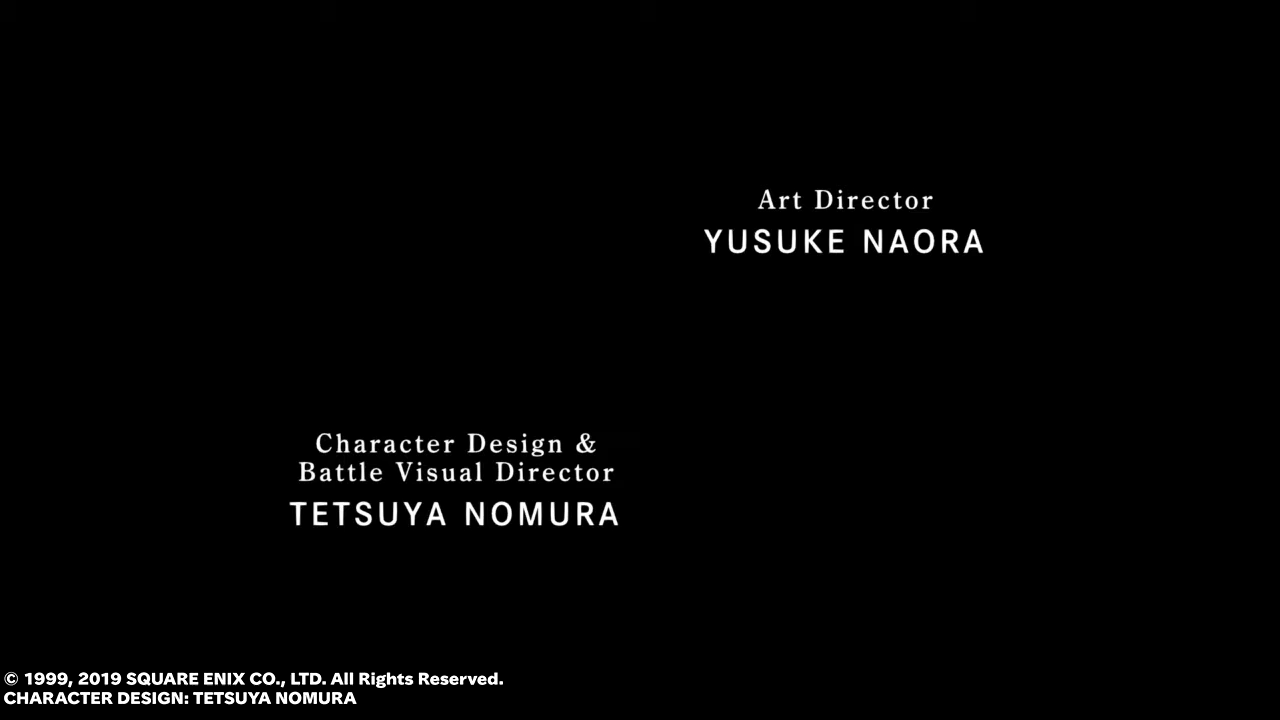 Art Director
YUSUKE NAORA
Character Design &
Battle Visual Director
TETSUYA NOMURA
© 1999, 2019 SQUARE ENIX CO., LTD. All Rights Reserved.
CHARACTER DESIGN: TETSUYA NOMURA